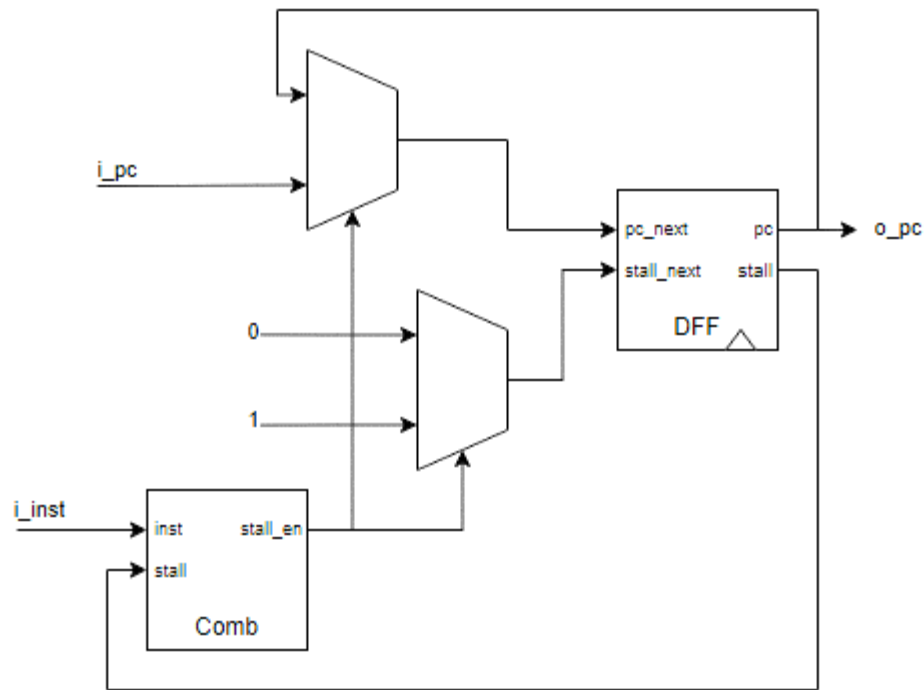 i_pc
pc_next
pc
o_pc
stall_next
stall
DFF
0
1
i_inst
inst
stall_en
stall
Comb